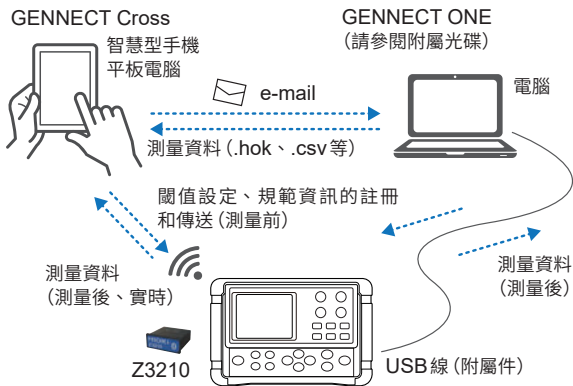 GENNECT Cross
智慧型手機
平板電腦
GENNECT ONE
(請參閱附屬光碟)
電腦
e-mail
測量資料(.hok、.csv等)
閾值設定、規範資訊的註冊
和傳送(測量前)
測量資料
(測量後、實時)
測量資料
(測量後)
Z3210
USB線(附屬件)